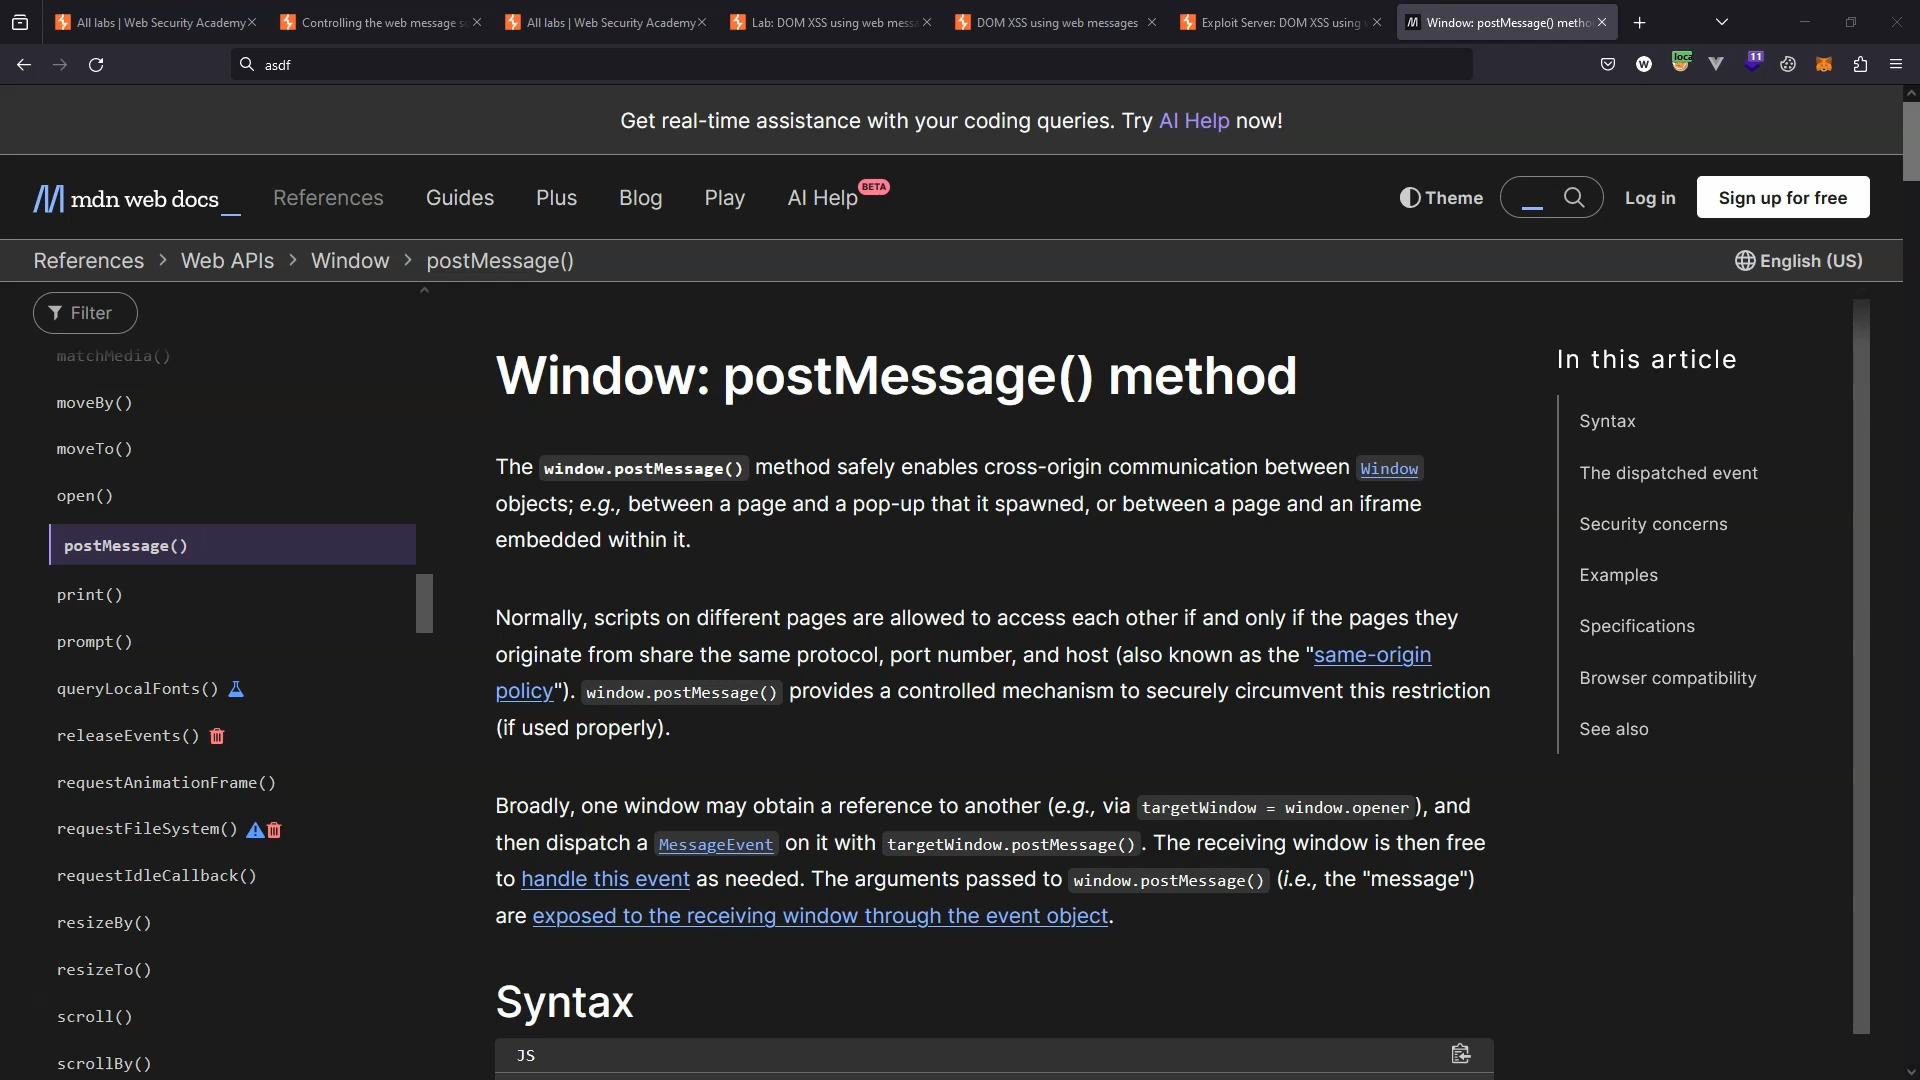 All labs | Web Security Academy
Controlling the web message so
All labs | Web Security Academy
Lab: DOM XSS using web mess
DOM XSS using web messages
Exploit Server: DOM XSS using
Window: postMessage() metho
asdf
loca
11
Get real-time assistance with your coding queries. Try AI Help now!
mdn web docs_
References
Guides
Plus
Blog
Play
AI Help BETA
Theme
_
Log in
Sign up for free
References > Web APIs > Window > postMessage()
English (US)
Filter
matchMedia()
moveBy()
moveTo()
open()
postMessage()
print()
prompt()
queryLocalFonts()
releaseEvents()
requestAnimationFrame()
requestFileSystem()
requestIdleCallback()
resizeBy()
resizeTo()
scroll()
scrollBy()
Window: postMessage() method
The window.postMessage() method safely enables cross-origin communication between Window
objects; e.g., between a page and a pop-up that it spawned, or between a page and an iframe
embedded within it.
Normally, scripts on different pages are allowed to access each other if and only if the pages they
originate from share the same protocol, port number, and host (also known as the "same-origin
policy"). window.postMessage() provides a controlled mechanism to securely circumvent this restriction
(if used properly).
Broadly, one window may obtain a reference to another (e.g., via targetWindow = window.opener), and
then dispatch a MessageEvent on it with targetWindow.postMessage(). The receiving window is then free
to handle this event as needed. The arguments passed to window.postMessage() (i.e., the "message")
are exposed to the receiving window through the event object.
Syntax
JS
In this article
Syntax
The dispatched event
Security concerns
Examples
Specifications
Browser compatibility
See also